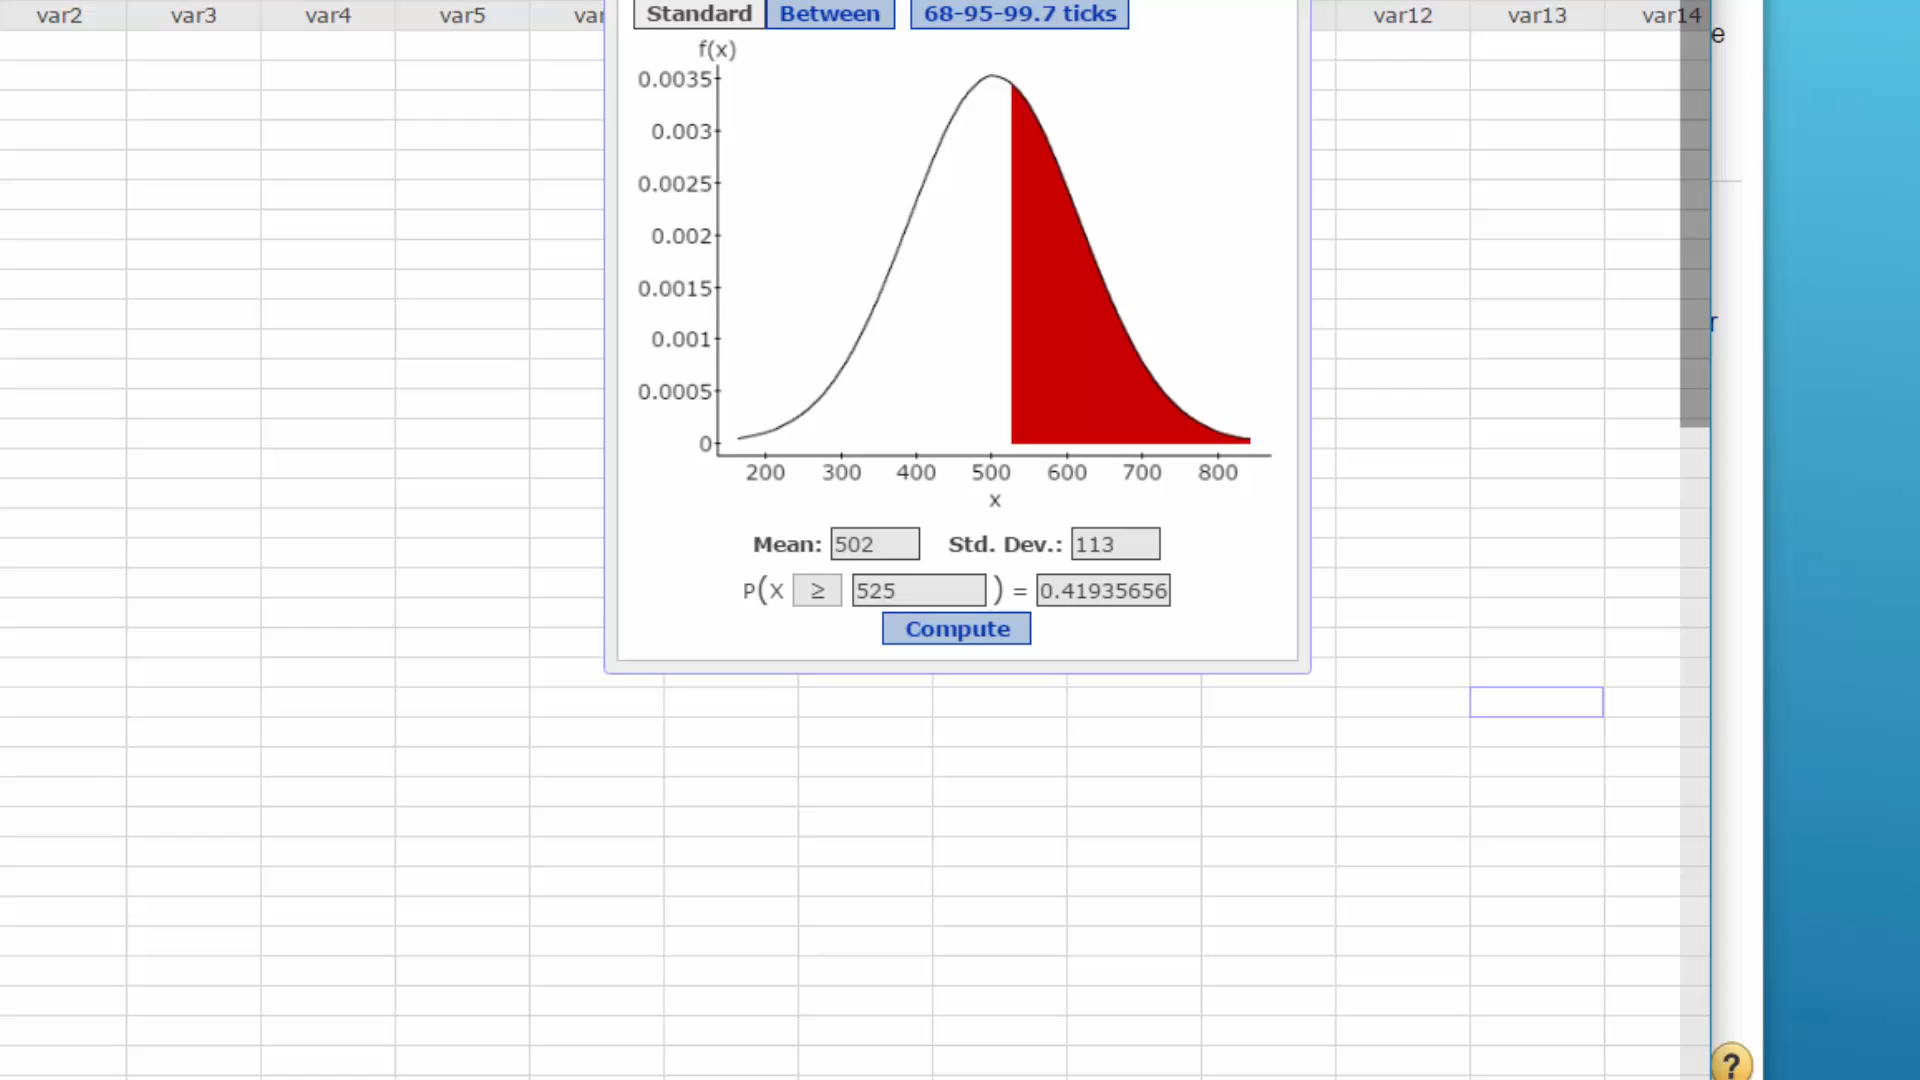 var2 var3 var4 var5 var var12 var13 var14
e
Standard Between 68-95-99.7 ticks
f(x)
0.0035
0.003
0.0025
0.002
0.0015
r
0.001
0.0005
0
200 300 400 500 600 700 800
x
Mean: 502 Std. Dev.: 113
P(X ≥ 525 ) = 0.41935656
Compute
?